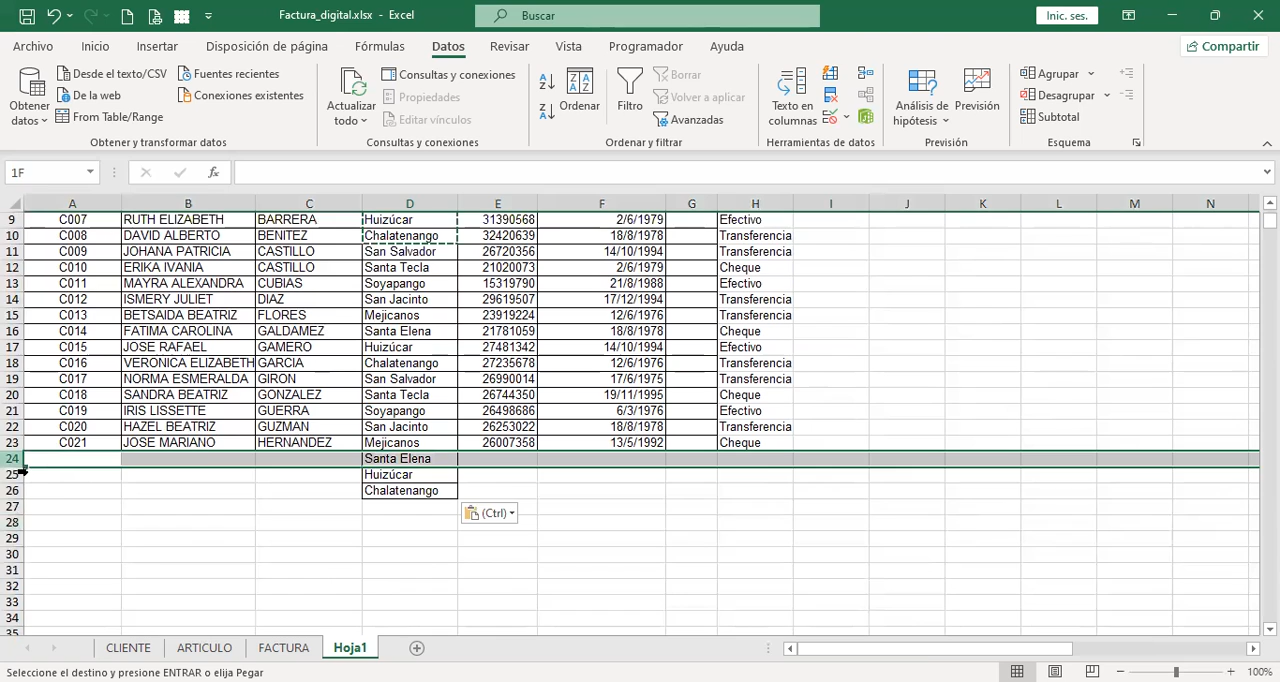 Factura_digital.xlsx - Excel
Buscar
Inic. ses.
Archivo Inicio Insertar Disposición de página Fórmulas Datos Revisar Vista Programador Ayuda
Compartir
Obtener datos
Desde el texto/CSV
De la web
From Table/Range
Fuentes recientes
Conexiones existentes
Obtener y transformar datos
Actualizar todo
Consultas y conexiones
Propiedades
Editar vínculos
Consultas y conexiones
Ordenar
Filtro
Borrar
Volver a aplicar
Avanzadas
Ordenar y filtrar
Texto en columnas
Herramientas de datos
Análisis de hipótesis
Previsión
Previsión
Agrupar
Desagrupar
Subtotal
Esquema
1F
fx
A B C D E F G H I J K L M N
9 C007 RUTH ELIZABETH BARRERA Huizúcar 31390568 2/6/1979 Efectivo
10 C008 DAVID ALBERTO BENITEZ Chalatenango 32420639 18/8/1978 Transferencia
11 C009 JOHANA PATRICIA CASTILLO San Salvador 26720356 14/10/1994 Transferencia
12 C010 ERIKA IVANIA CASTILLO Santa Tecla 21020073 2/6/1979 Cheque
13 C011 MAYRA ALEXANDRA CUBIAS Soyapango 15319790 21/8/1988 Efectivo
14 C012 ISMERY JULIET DIAZ San Jacinto 29619507 17/12/1994 Transferencia
15 C013 BETSAIDA BEATRIZ FLORES Mejicanos 23919224 12/6/1976 Transferencia
16 C014 FATIMA CAROLINA GALDAMEZ Santa Elena 21781059 18/8/1978 Cheque
17 C015 JOSE RAFAEL GAMERO Huizúcar 27481342 14/10/1994 Efectivo
18 C016 VERONICA ELIZABETH GARCIA Chalatenango 27235678 12/6/1976 Transferencia
19 C017 NORMA ESMERALDA GIRON San Salvador 26990014 17/6/1975 Transferencia
20 C018 SANDRA BEATRIZ GONZALEZ Santa Tecla 26744350 19/11/1995 Cheque
21 C019 IRIS LISSETTE GUERRA Soyapango 26498686 6/3/1976 Efectivo
22 C020 HAZEL BEATRIZ GUZMAN San Jacinto 26253022 18/8/1978 Transferencia
23 C021 JOSE MARIANO HERNANDEZ Mejicanos 26007358 13/5/1992 Cheque
24 Santa Elena
25 Huizúcar
26 Chalatenango
27 (Ctrl)
28
29
30
31
32
33
34
35
CLIENTE ARTICULO FACTURA Hoja1
Seleccione el destino y presione ENTRAR o elija Pegar
100%